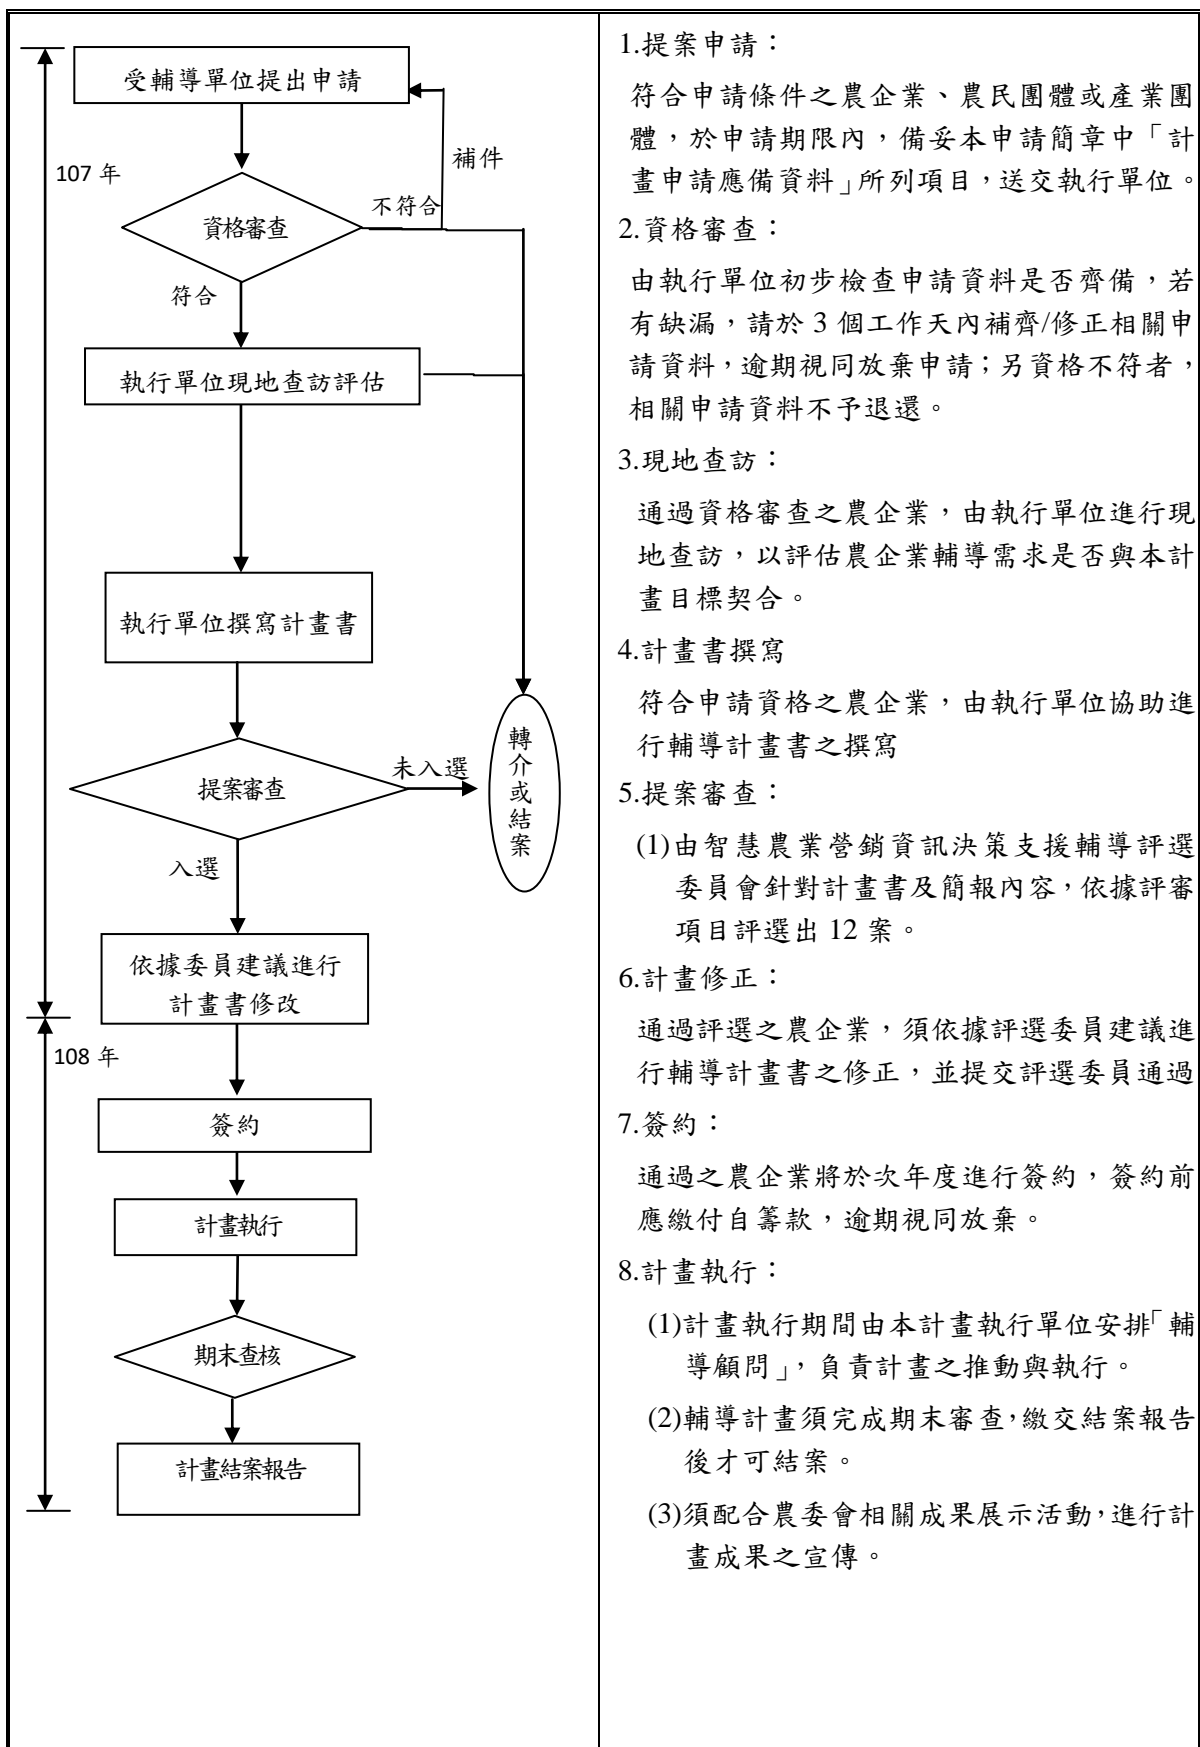 受輔導單位提出申請
補件
107 年
不符合
資格審查
符合
執行單位現地查訪評估
執行單位撰寫計畫書
轉介或結案
未入選
提案審查
入選
依據委員建議進行
計畫書修改
108 年
簽約
計畫執行
期末查核
計畫結案報告
1.提案申請：
符合申請條件之農企業、農民團體或產業團
體，於申請期限內，備妥本申請簡章中「計
畫申請應備資料」所列項目，送交執行單位。
2.資格審查：
由執行單位初步檢查申請資料是否齊備，若
有缺漏，請於 3 個工作天內補齊/修正相關申
請資料，逾期視同放棄申請；另資格不符者，
相關申請資料不予退還。
3.現地查訪：
通過資格審查之農企業，由執行單位進行現
地查訪，以評估農企業輔導需求是否與本計
畫目標契合。
4.計畫書撰寫
符合申請資格之農企業，由執行單位協助進
行輔導計畫書之撰寫
5.提案審查：
(1)由智慧農業營銷資訊決策支援輔導評選
委員會針對計畫書及簡報內容，依據評審
項目評選出 12 案。
6.計畫修正：
通過評選之農企業，須依據評選委員建議進
行輔導計畫書之修正，並提交評選委員通過
7.簽約：
通過之農企業將於次年度進行簽約，簽約前
應繳付自籌款，逾期視同放棄。
8.計畫執行：
(1)計畫執行期間由本計畫執行單位安排「輔
導顧問」，負責計畫之推動與執行。
(2)輔導計畫須完成期末審查，繳交結案報告
後才可結案。
(3)須配合農委會相關成果展示活動，進行計
畫成果之宣傳。